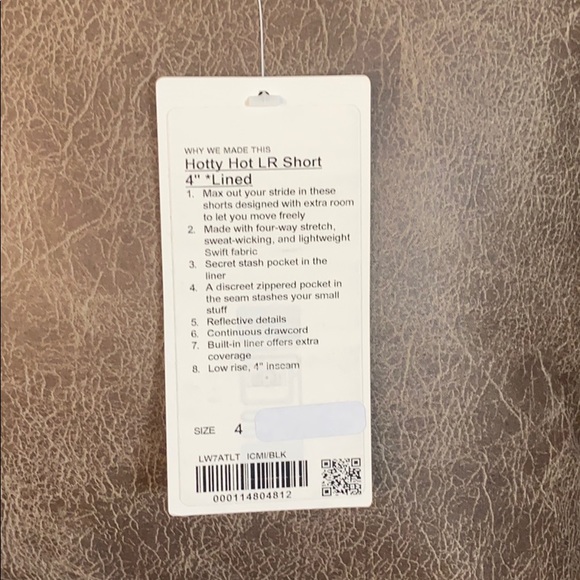 WHY WE MADE THIS
Hotty Hot LR Short
4" *Lined
1. Max out your stride in these
shorts designed with extra room
to let you move freely
2. Made with four-way stretch,
sweat-wicking, and lightweight
Swift fabric
3. Secret stash pocket in the
liner
4. A discreet zippered pocket in
the seam stashes your small
stuff
5. Reflective details
6. Continuous drawcord
7. Built-in liner offers extra
coverage
8. Low rise, 4" inseam
SIZE 4
LW7ATLT ICMI/BLK
000114804812